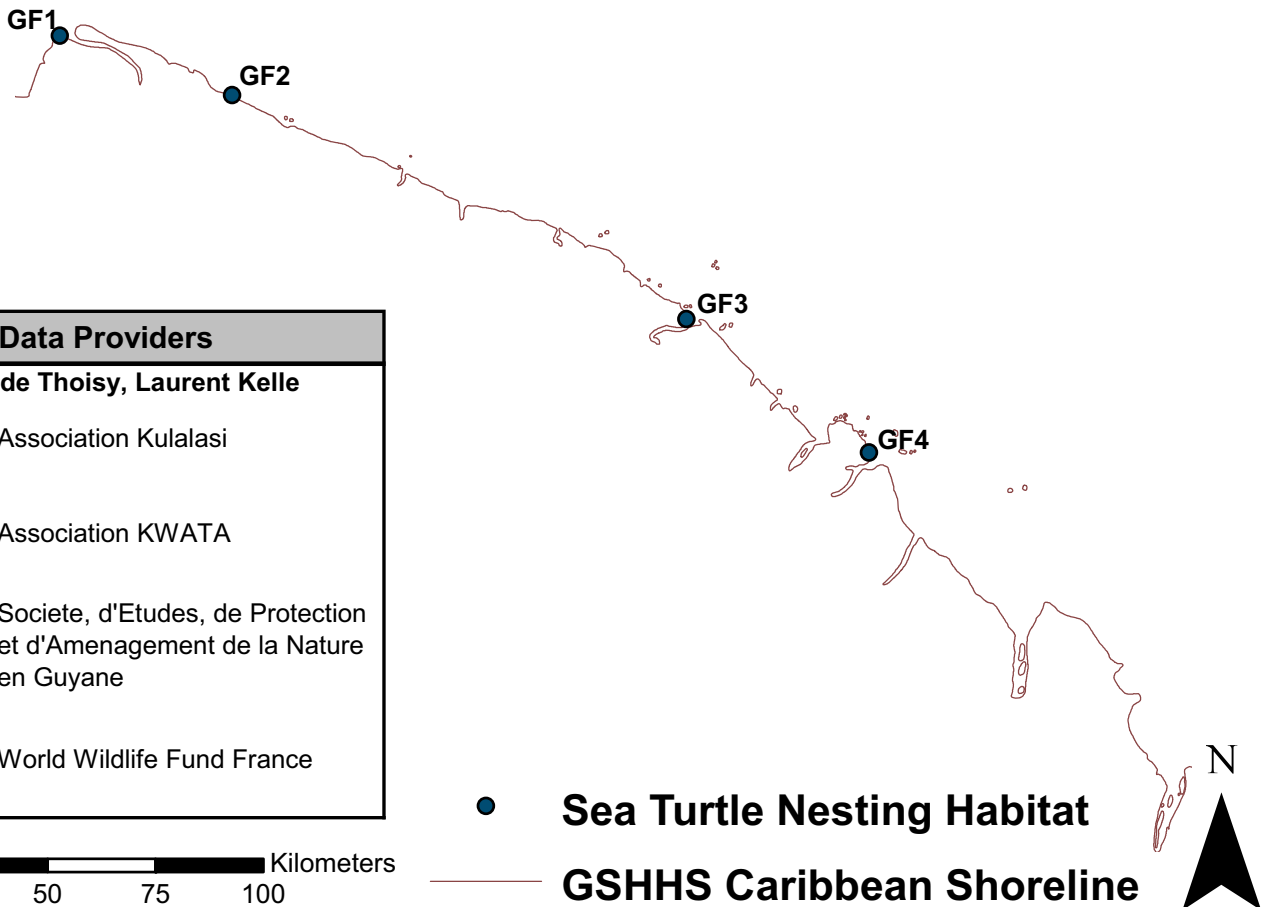 GF1
GF2
GF3
GF4
Data Providers
de Thoisy, Laurent Kelle
Association Kulalasi
Association KWATA
Societe, d'Etudes, de Protection
et d'Amenagement de la Nature
en Guyane
World Wildlife Fund France
N
Sea Turtle Nesting Habitat
GSHHS Caribbean Shoreline
Kilometers
50 75 100